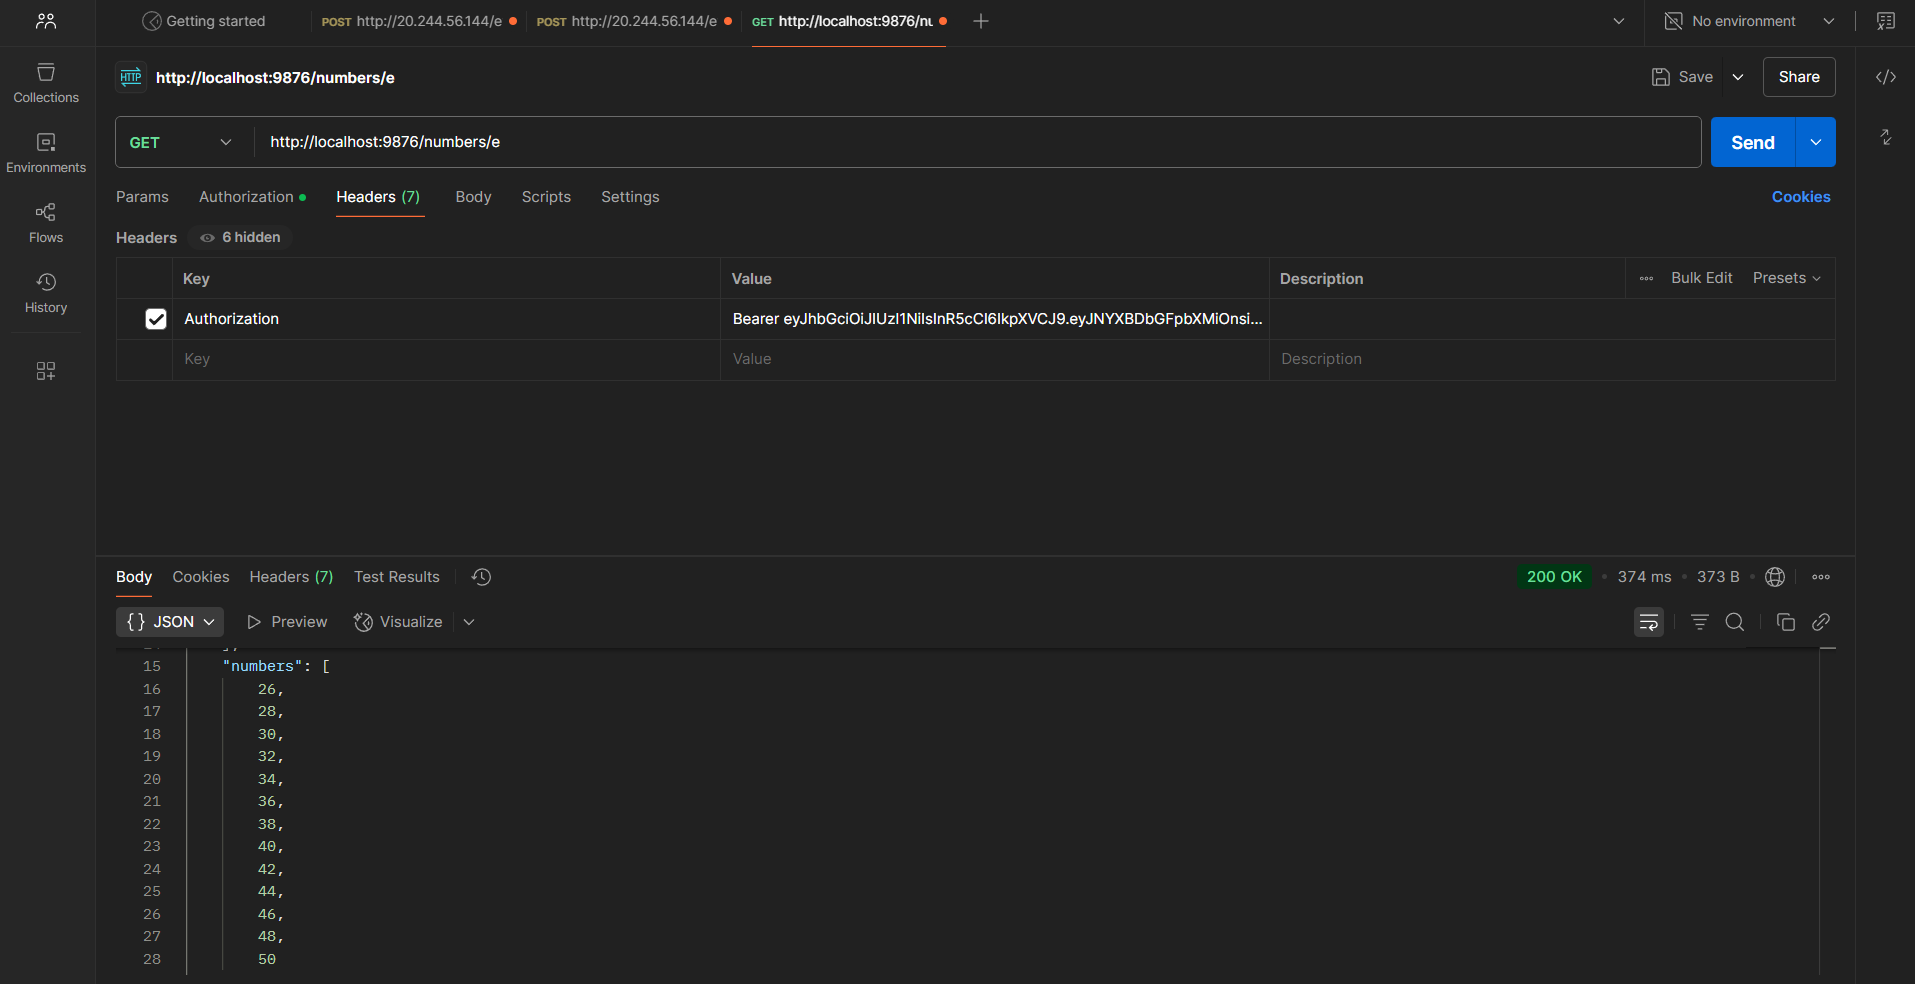 Getting started
POST http://20.244.56.144/e
POST http://20.244.56.144/e
GET http://localhost:9876/nu
No environment
Collections
Environments
Flows
History
HTTP http://localhost:9876/numbers/e
Save
Share
GET
http://localhost:9876/numbers/e
Send
Params
Authorization
Headers (7)
Body
Scripts
Settings
Cookies
Headers
6 hidden
Key
Value
Description
Bulk Edit
Presets
Authorization
Bearer eyJhbGciOiJIUzI1NiIsInR5cCI6IkpXVCJ9.eyJNYXBDbGFpbXMiOnsi...
Key
Value
Description
Body
Cookies
Headers (7)
Test Results
200 OK
374 ms
373 B
{} JSON
Preview
Visualize
15 "numbers": [
16 26,
17 28,
18 30,
19 32,
20 34,
21 36,
22 38,
23 40,
24 42,
25 44,
26 46,
27 48,
28 50